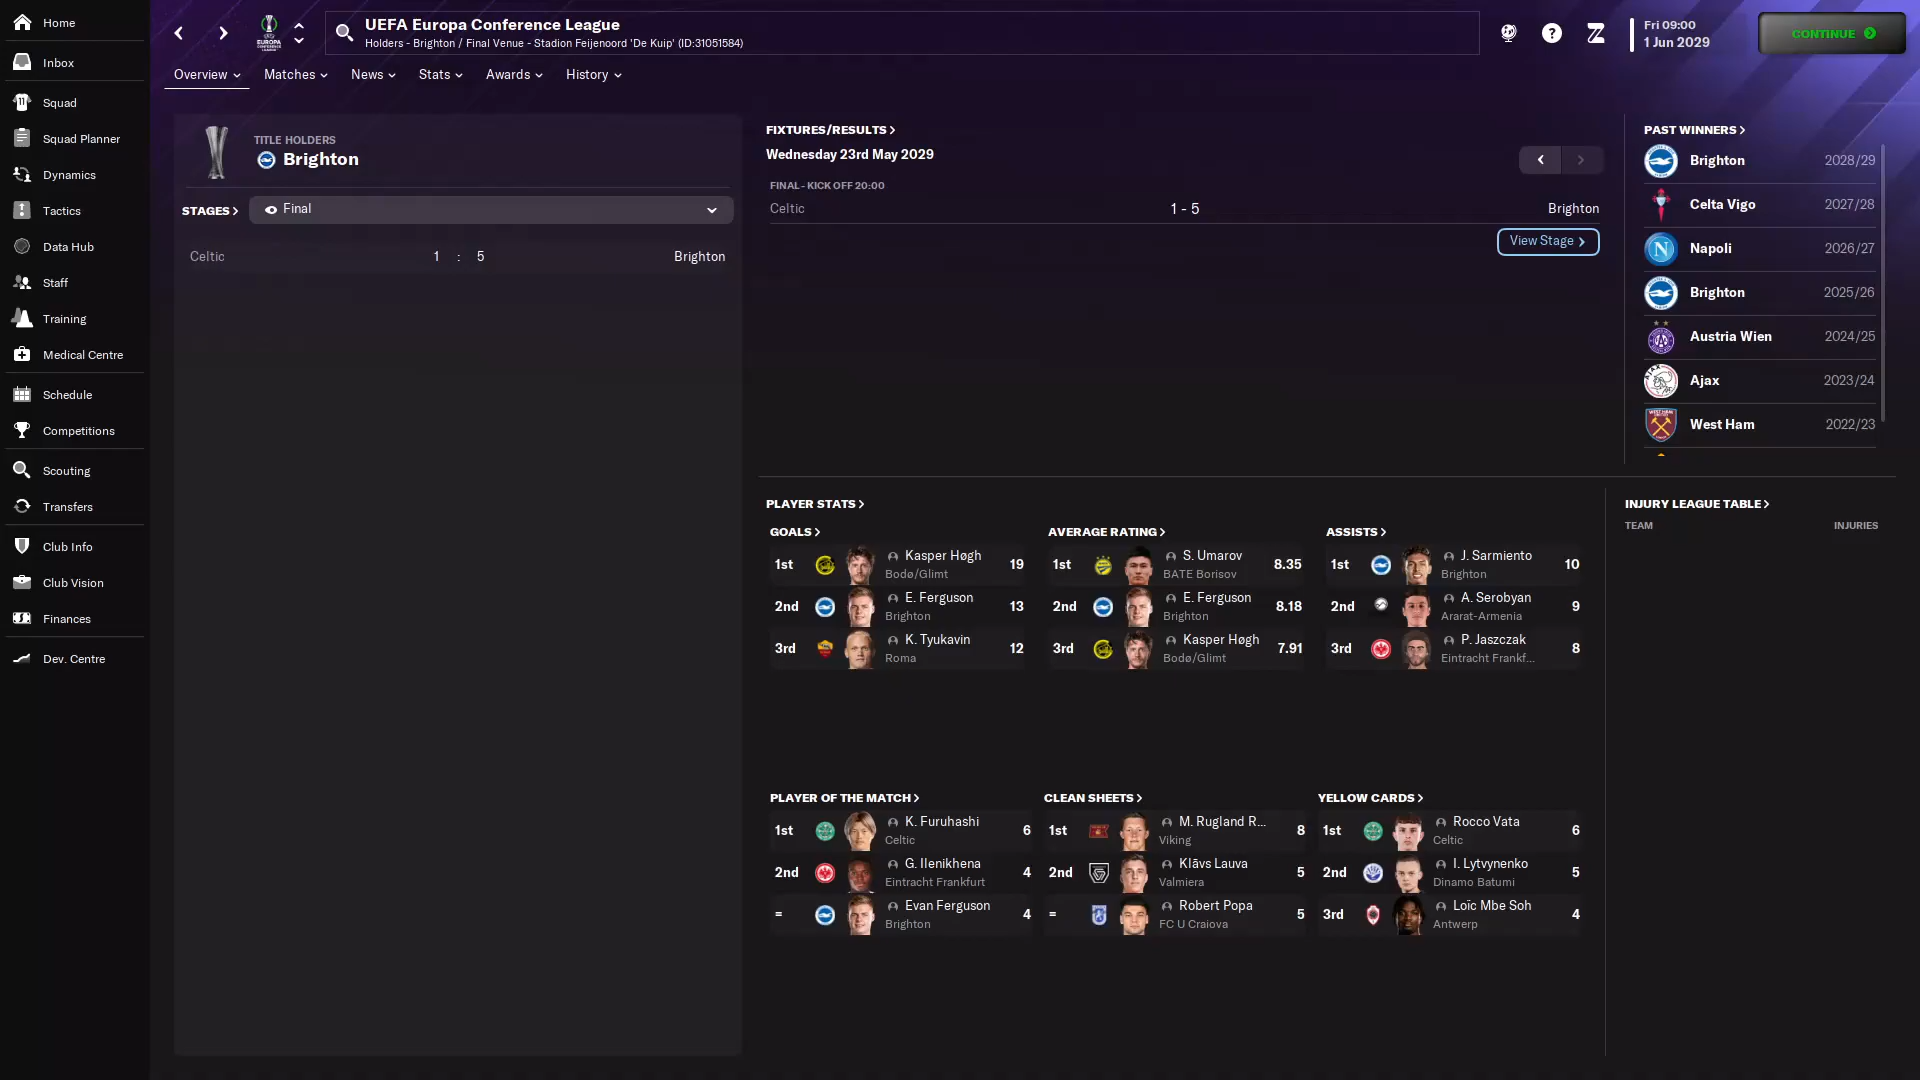 Home
Inbox
Squad
Squad Planner
Dynamics
Tactics
Data Hub
Staff
Training
Medical Centre
Schedule
Competitions
Scouting
Transfers
Club Info
Club Vision
Finances
Dev. Centre
UEFA Europa Conference League
Holders - Brighton / Final Venue - Stadion Feijenoord 'De Kuip' (ID:31051584)
Fri 09:00
1 Jun 2029
CONTINUE
Overview
Matches
News
Stats
Awards
History
TITLE HOLDERS
Brighton
STAGES
Final
Celtic 1 : 5 Brighton
FIXTURES/RESULTS
Wednesday 23rd May 2029
FINAL - KICK OFF 20:00
Celtic 1 - 5 Brighton
View Stage
PAST WINNERS
Brighton 2028/29
Celta Vigo 2027/28
Napoli 2026/27
Brighton 2025/26
Austria Wien 2024/25
Ajax 2023/24
West Ham 2022/23
PLAYER STATS
GOALS
1st Kasper Høgh 19
Bodø/Glimt
2nd E. Ferguson 13
Brighton
3rd K. Tyukavin 12
Roma
AVERAGE RATING
1st S. Umarov 8.35
BATE Borisov
2nd E. Ferguson 8.18
Brighton
3rd Kasper Høgh 7.91
Bodø/Glimt
ASSISTS
1st J. Sarmiento 10
Brighton
2nd A. Serobyan 9
Ararat-Armenia
3rd P. Jaszczak 8
Eintracht Frankf...
PLAYER OF THE MATCH
1st K. Furuhashi 6
Celtic
2nd G. Ilenikhena 4
Eintracht Frankfurt
= Evan Ferguson 4
Brighton
CLEAN SHEETS
1st M. Rugland R... 8
Viking
2nd Klāvs Lauva 5
Valmiera
= Robert Popa 5
FC U Craiova
YELLOW CARDS
1st Rocco Vata 6
Celtic
2nd I. Lytvynenko 5
Dinamo Batumi
3rd Loïc Mbe Soh 4
Antwerp
INJURY LEAGUE TABLE
TEAM INJURIES